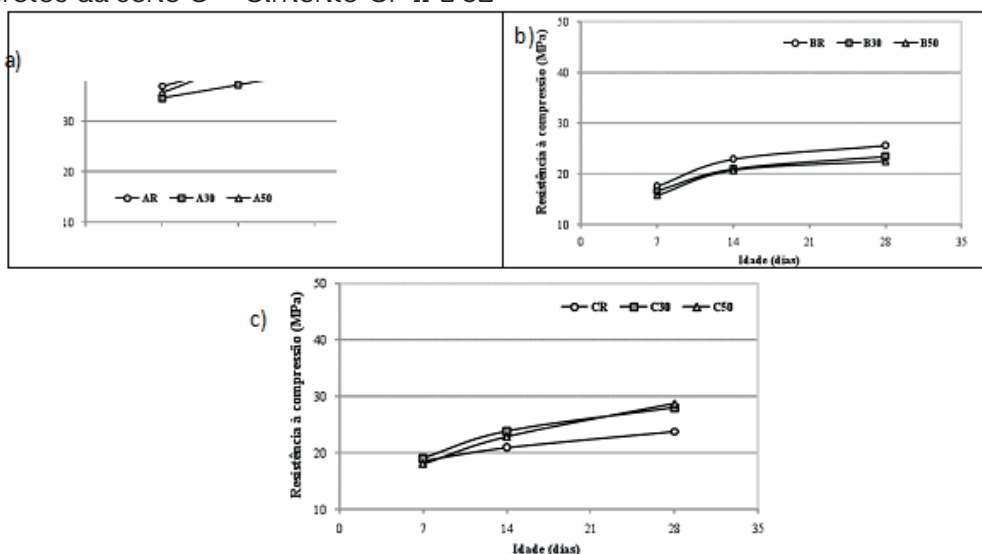 a)
30
20
10
AR A30 A50
b)
Resistência à compressão (MPa)
50
40
30
20
10
BR B30 B50
0 7 14 21 28 35
Idade (dias)
c)
Resistência à compressão (MPa)
50
40
30
20
10
CR C30 C50
0 7 14 21 28 35
Idade (dias)